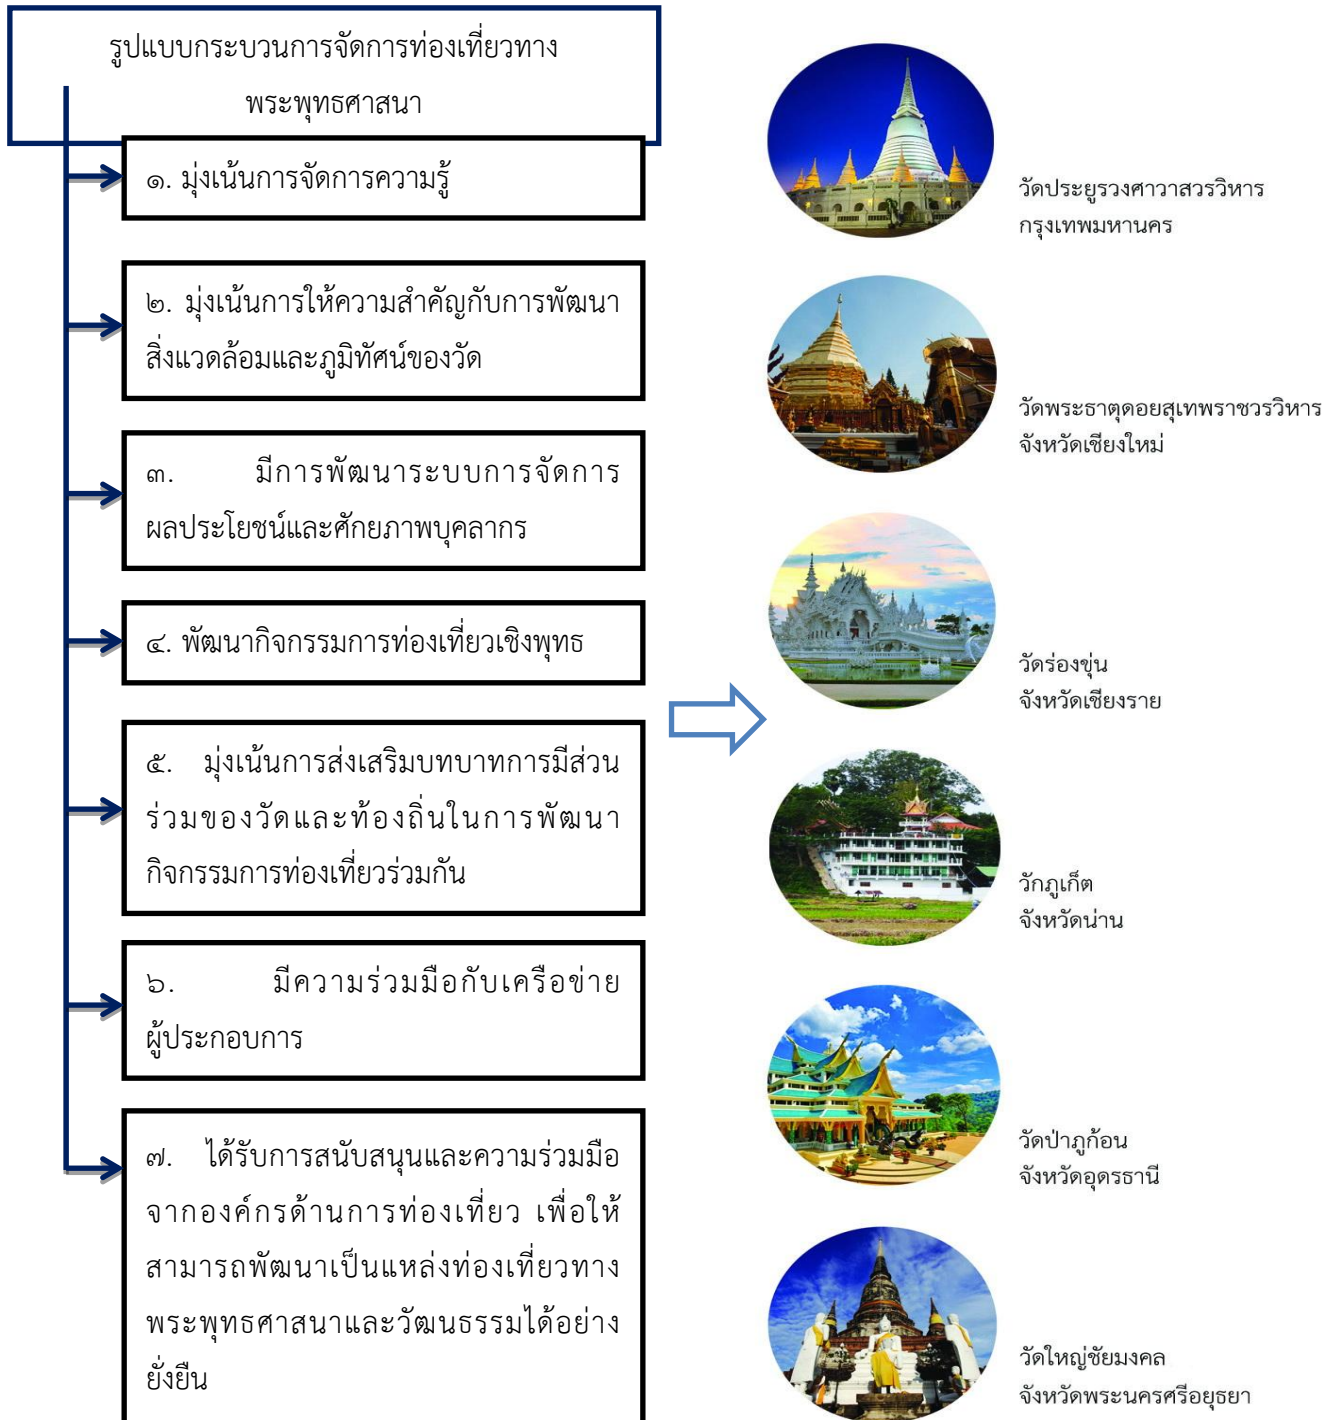 รูปแบบกระบวนการจัดการท่องเที่ยวทาง
พระพุทธศาสนา
๑. มุ่งเน้นการจัดการความรู้
๒. มุ่งเน้นการให้ความสำคัญกับการพัฒนา
สิ่งแวดล้อมและภูมิทัศน์ของวัด
๓. มีการพัฒนาระบบการจัดการ
ผลประโยชน์และศักยภาพบุคลากร
๔. พัฒนากิจกรรมการท่องเที่ยวเชิงพุทธ
๕. มุ่งเน้นการส่งเสริมบทบาทการมีส่วน
ร่วมของวัดและท้องถิ่นในการพัฒนา
กิจกรรมการท่องเที่ยวร่วมกัน
๖. มีความร่วมมือกับเครือข่าย
ผู้ประกอบการ
๗. ได้รับการสนับสนุนและความร่วมมือ
จากองค์กรด้านการท่องเที่ยว เพื่อให้
สามารถพัฒนาเป็นแหล่งท่องเที่ยวทาง
พระพุทธศาสนาและวัฒนธรรมได้อย่าง
ยั่งยืน
วัดประยูรวงศาวาสวรวิหาร
กรุงเทพมหานคร
วัดพระธาตุดอยสุเทพราชวรวิหาร
จังหวัดเชียงใหม่
วัดร่องขุ่น
จังหวัดเชียงราย
วักภูเก็ต
จังหวัดน่าน
วัดป่าภูก้อน
จังหวัดอุดรธานี
วัดใหญ่ชัยมงคล
จังหวัดพระนครศรีอยุธยา